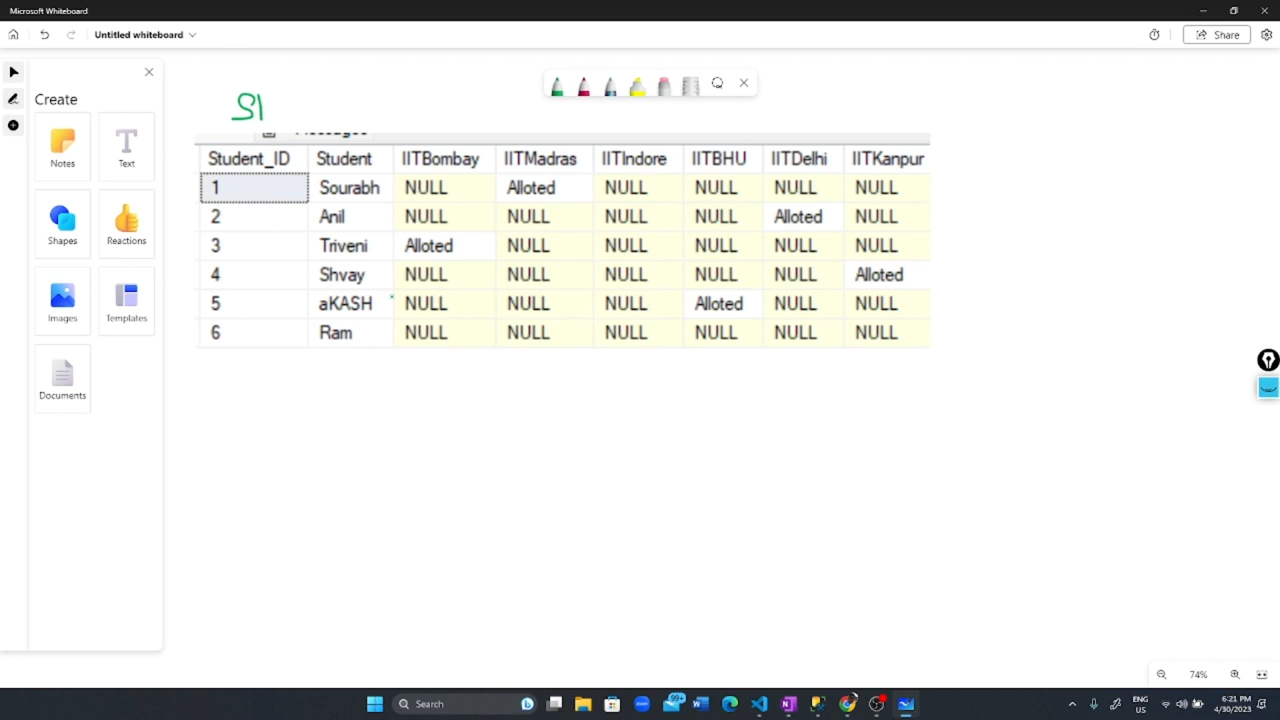 Microsoft Whiteboard
Untitled whiteboard
Share
Create
Notes
Text
Shapes
Reactions
Images
Templates
Documents
Messages
Student_ID Student IITBombay IITMadras IITIndore IITBHU IITDelhi IITKanpur
1 Sourabh NULL Alloted NULL NULL NULL NULL
2 Anil NULL NULL NULL NULL Alloted NULL
3 Triveni Alloted NULL NULL NULL NULL NULL
4 Shvay NULL NULL NULL NULL NULL Alloted
5 aKASH NULL NULL NULL Alloted NULL NULL
6 Ram NULL NULL NULL NULL NULL NULL
74%
Search
99+
ENG
US
6:21 PM
4/30/2023